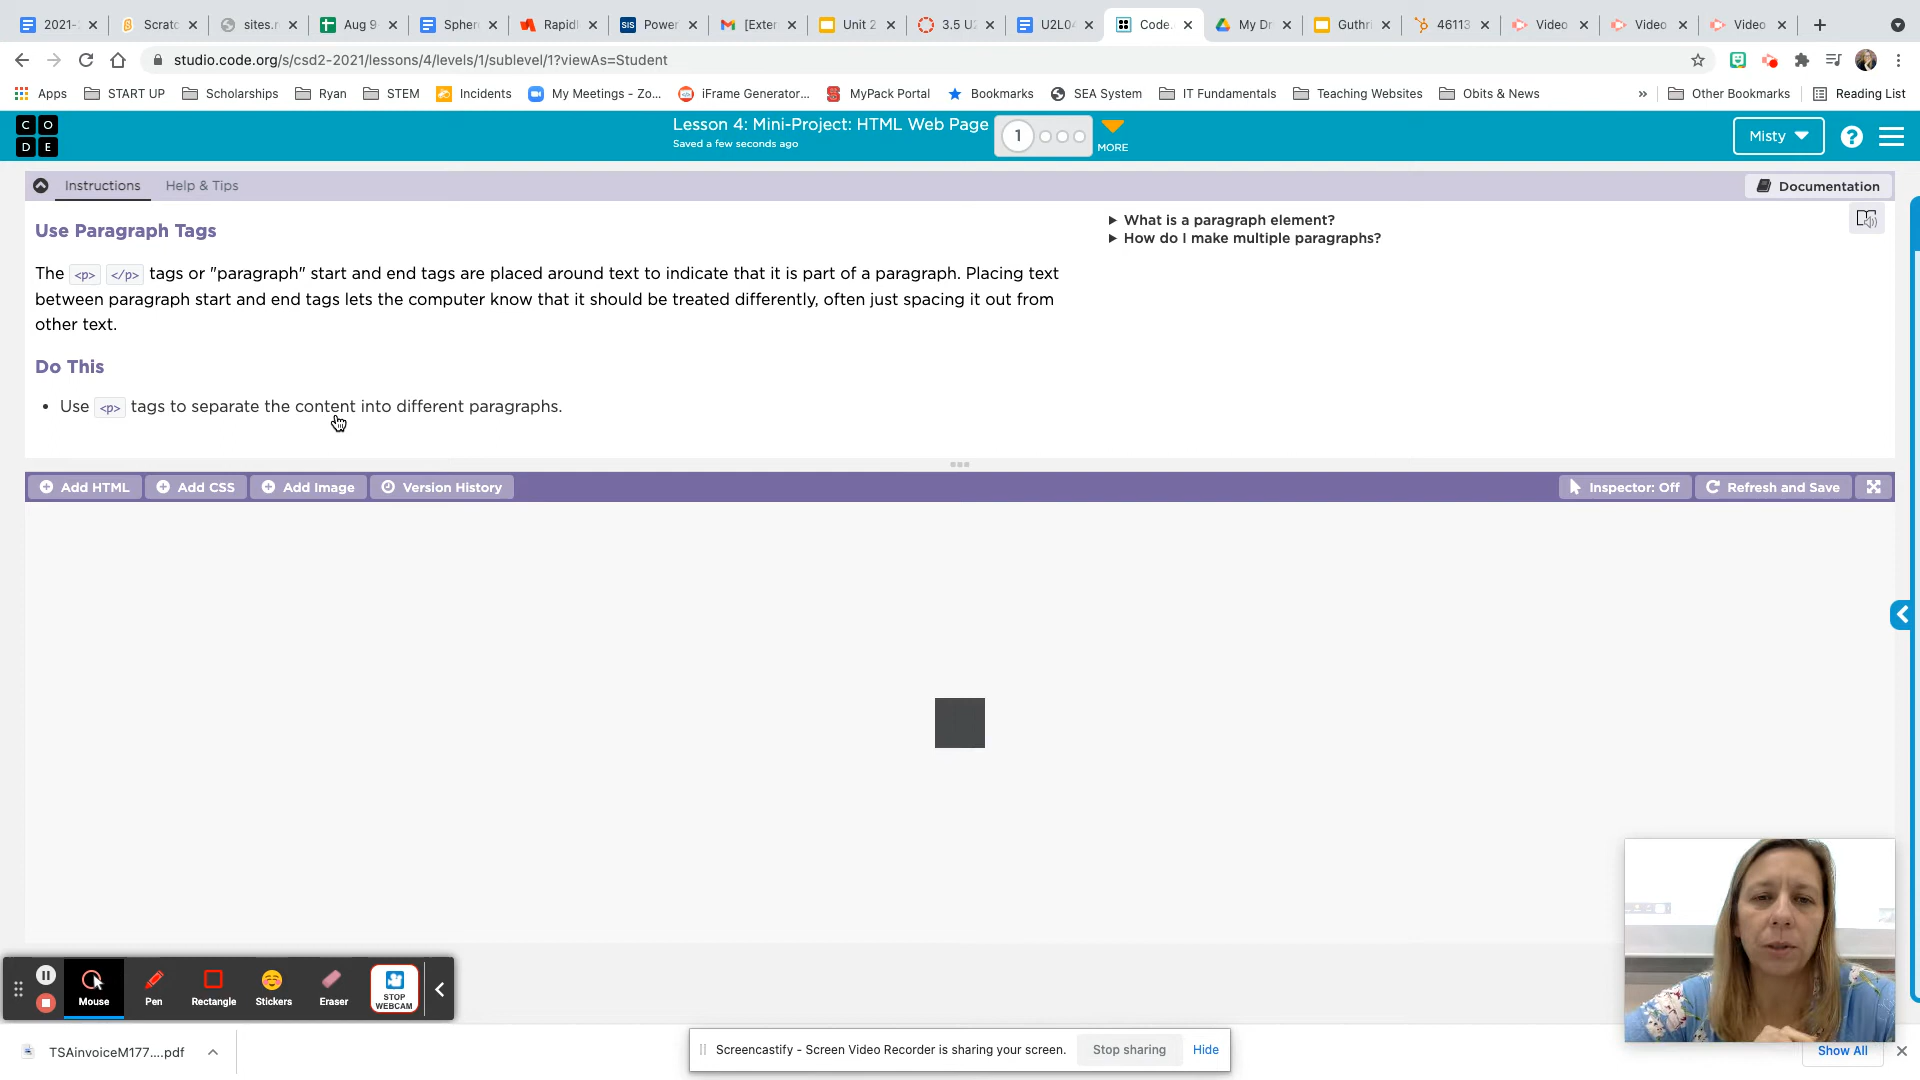 2021-
Scratc
sites.r
Aug 9
Spher
Rapidl
SIS Power
[Exter
Unit 2
3.5 U2
U2L04
Code.
My Dr
Guthri
46113
Video
Video
Video
studio.code.org/s/csd2-2021/lessons/4/levels/1/sublevel/1?viewAs=Student
Apps START UP Scholarships Ryan STEM Incidents My Meetings - Zo... iFrame Generator... MyPack Portal Bookmarks SEA System IT Fundamentals Teaching Websites Obits & News » Other Bookmarks Reading List
C O
D E
Lesson 4: Mini-Project: HTML Web Page
Saved a few seconds ago
1
MORE
Misty
?
Instructions Help & Tips Documentation
Use Paragraph Tags
The <p> </p> tags or "paragraph" start and end tags are placed around text to indicate that it is part of a paragraph. Placing text
between paragraph start and end tags lets the computer know that it should be treated differently, often just spacing it out from
other text.
Do This
• Use <p> tags to separate the content into different paragraphs.
What is a paragraph element?
How do I make multiple paragraphs?
Add HTML Add CSS Add Image Version History Inspector: Off Refresh and Save
Mouse Pen Rectangle Stickers Eraser STOP
WEBCAM
TSAinvoiceM177....pdf
Screencastify - Screen Video Recorder is sharing your screen. Stop sharing Hide
Show All